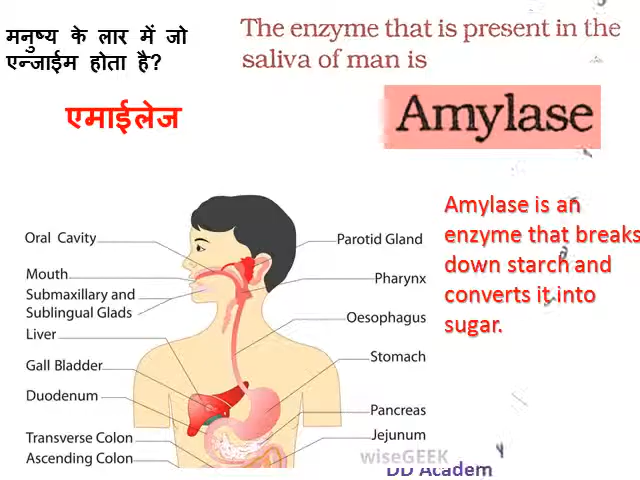 मनुष्य के लार में जो
एन्जाईम होता है?
The enzyme that is present in the
saliva of man is
एमाईलेज
Amylase
Amylase is an
enzyme that breaks
down starch and
converts it into
sugar.
Oral Cavity
Mouth
Submaxillary and
Sublingual Glads
Liver
Gall Bladder
Duodenum
Transverse Colon
Ascending Colon
Parotid Gland
Pharynx
Oesophagus
Stomach
Pancreas
Jejunum
wiseGEEK
DD Academ